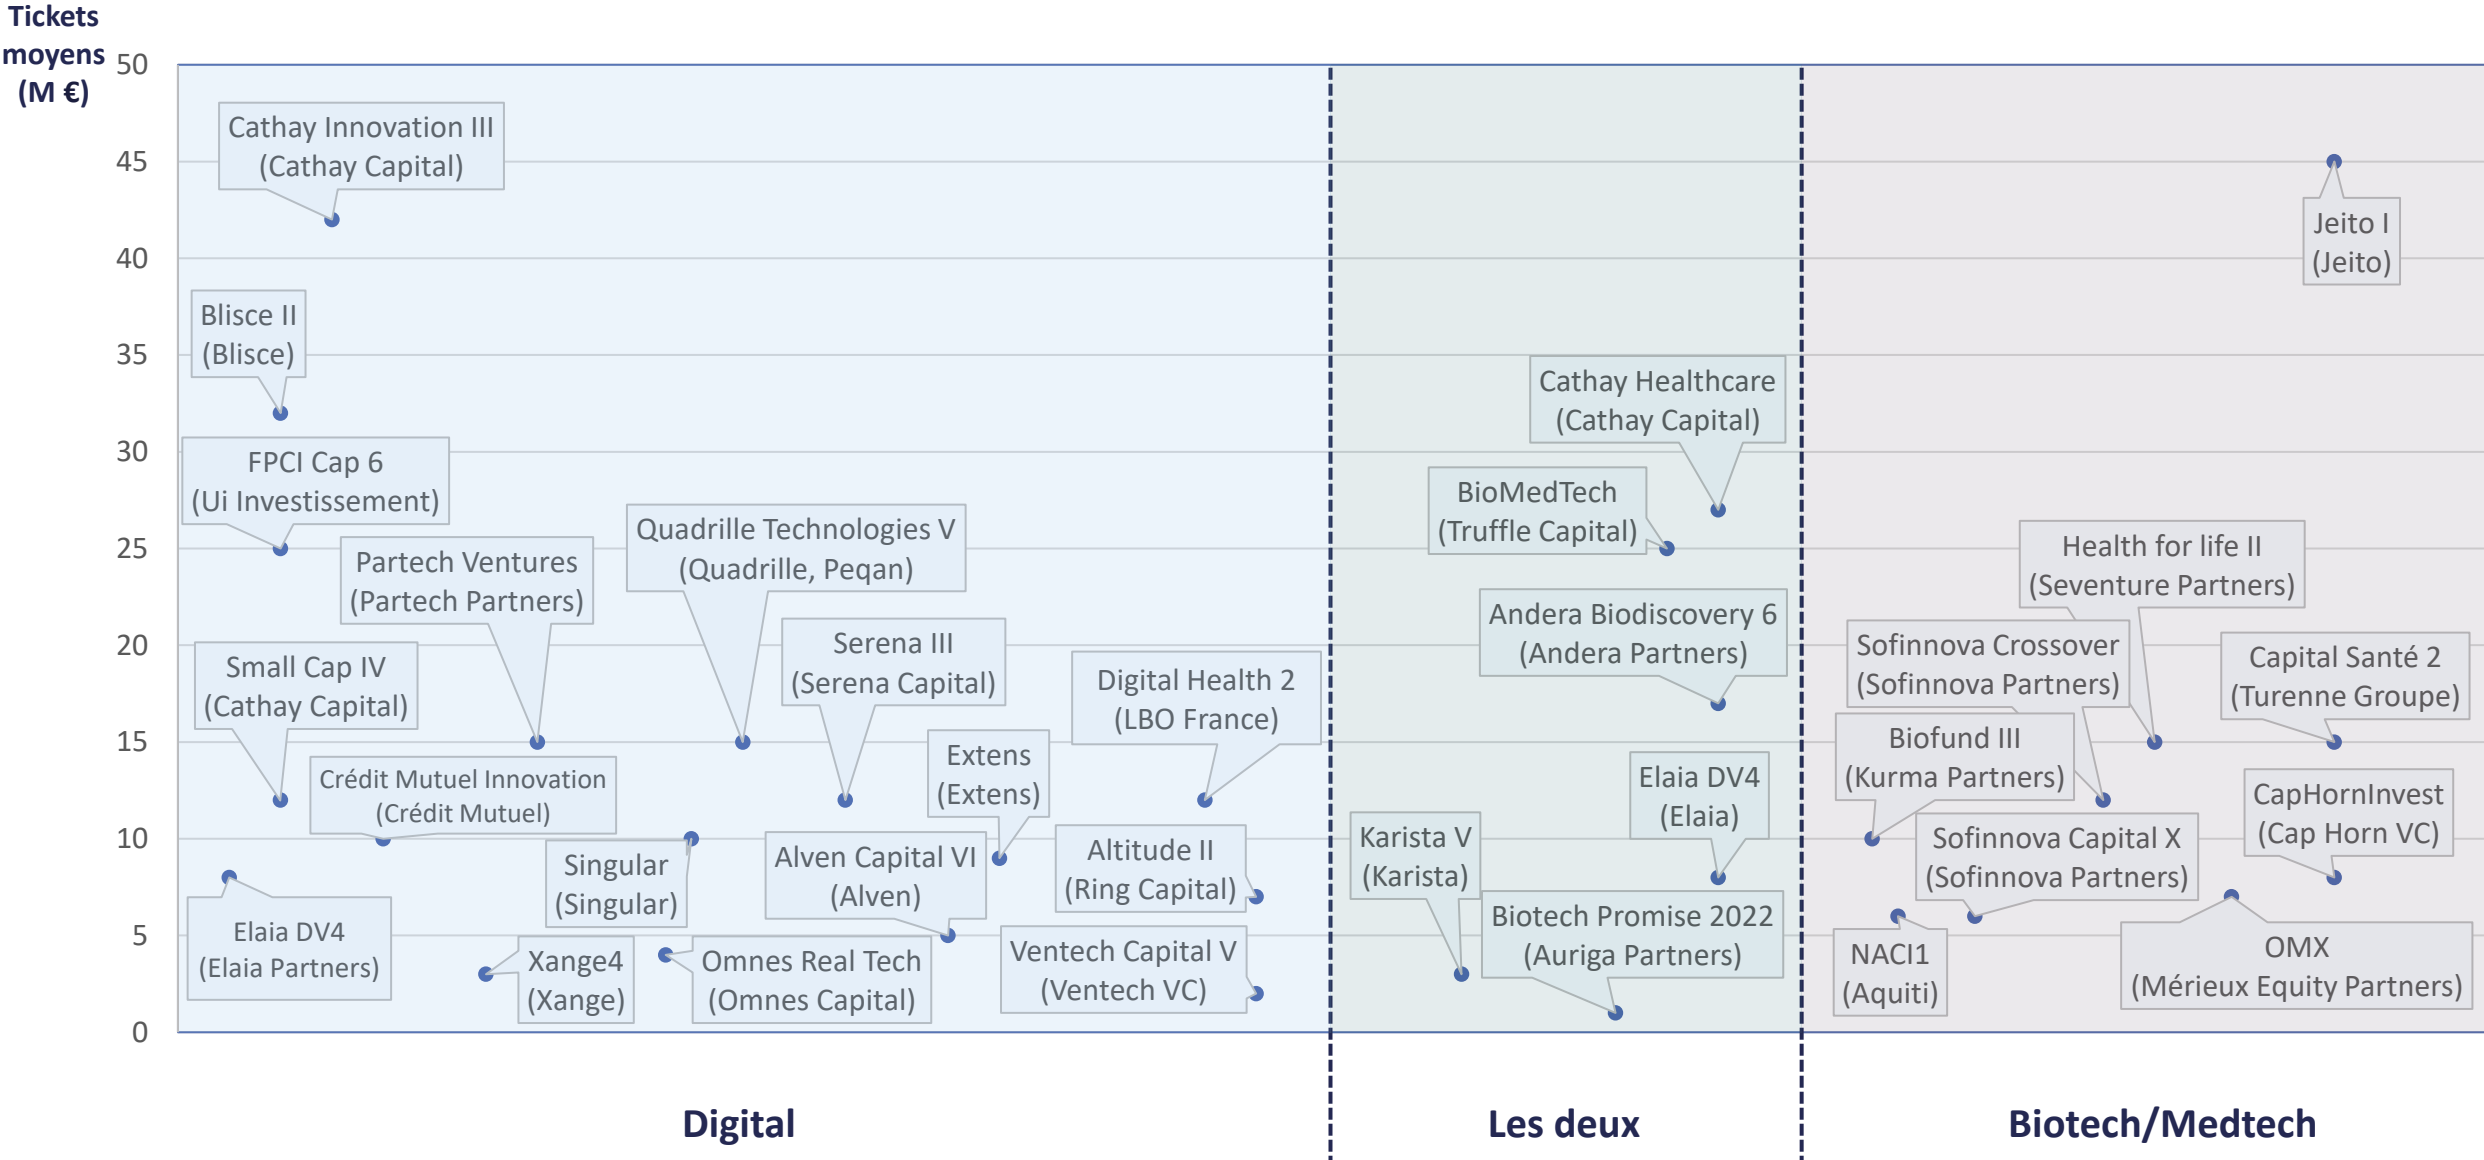 Tickets
moyens
(M €)
50
45
40
35
30
25
20
15
10
5
0
Cathay Innovation III
(Cathay Capital)
Blisce II
(Blisce)
FPCI Cap 6
(Ui Investissement)
Partech Ventures
(Partech Partners)
Quadrille Technologies V
(Quadrille, Peqan)
Small Cap IV
(Cathay Capital)
Serena III
(Serena Capital)
Digital Health 2
(LBO France)
Crédit Mutuel Innovation
(Crédit Mutuel)
Extens
(Extens)
Singular
(Singular)
Alven Capital VI
(Alven)
Altitude II
(Ring Capital)
Elaia DV4
(Elaia Partners)
Xange4
(Xange)
Omnes Real Tech
(Omnes Capital)
Ventech Capital V
(Ventech VC)
Cathay Healthcare
(Cathay Capital)
BioMedTech
(Truffle Capital)
Andera Biodiscovery 6
(Andera Partners)
Elaia DV4
(Elaia)
Karista V
(Karista)
Biotech Promise 2022
(Auriga Partners)
Jeito I
(Jeito)
Health for life II
(Seventure Partners)
Sofinnova Crossover
(Sofinnova Partners)
Capital Santé 2
(Turenne Groupe)
Biofund III
(Kurma Partners)
CapHornInvest
(Cap Horn VC)
Sofinnova Capital X
(Sofinnova Partners)
NACI1
(Aquiti)
OMX
(Mérieux Equity Partners)
Digital
Les deux
Biotech/Medtech